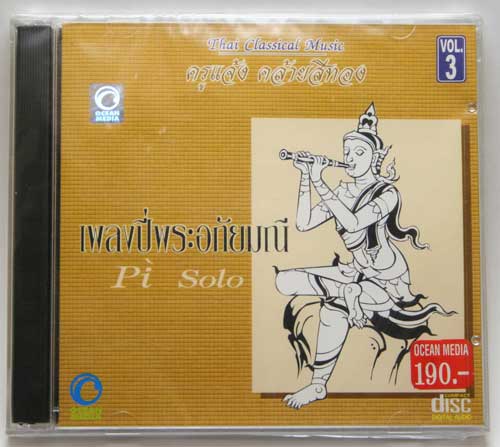 Thai Classical Music
ครูแจ้ง คล้ายสีทอง
VOL.
3
OCEAN
MEDIA
เพลงปี่พระอภัยมณี
Pì Solo
OCEAN MEDIA
190.-
COMPACT
disc
DIGITAL AUDIO